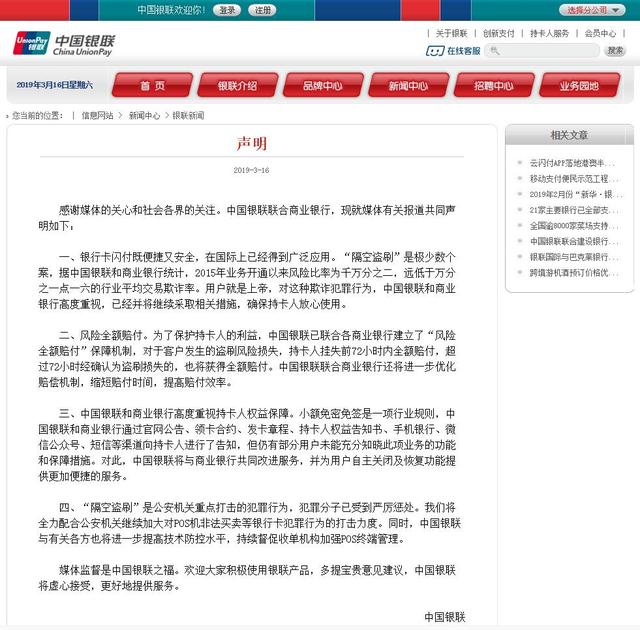 中国银联欢迎你!
登录
注册
选择分公司
UnionPay
银联
中国银联
China UnionPay
关于银联 | 创新支付 | 持卡人服务 | 会员中心
在线客服
搜索
2019年3月16日星期六
首 页
银联介绍
品牌中心
新闻中心
招聘中心
业务园地
您当前的位置: | 信息网站 > 新闻中心 > 银联新闻
声明
2019-3-16
感谢媒体的关心和社会各界的关注。中国银联联合商业银行，现就媒体有关报道共同声
明如下：
一、银行卡闪付既便捷又安全，在国际上已经得到广泛应用。“隔空盗刷”是极少数个
案，据中国银联和商业银行统计，2015年业务开通以来风险比率为千万分之二，远低于万分
之一点一六的行业平均交易欺诈率。用户就是上帝，对这种欺诈犯罪行为，中国银联和商业
银行高度重视，已经并将继续采取相关措施，确保持卡人放心使用。
二、风险全额赔付。为了保护持卡人的利益，中国银联已联合各商业银行建立了“风险
全额赔付”保障机制，对于客户发生的盗刷风险损失，持卡人挂失前72小时内全额赔付，超
过72小时经确认为盗刷损失的，也将获得全额赔付。中国银联联合商业银行还将进一步优化
赔偿机制，缩短赔付时间，提高赔付效率。
三、中国银联和商业银行高度重视持卡人权益保障。小额免密免签是一项行业规则，中
国银联和商业银行通过官网公告、领卡合约、发卡章程、持卡人权益告知书、手机银行、微
信公众号、短信等渠道向持卡人进行了告知，但仍有部分用户未能充分知晓此项业务的功能
和保障措施。对此，中国银联将与商业银行共同改进服务，并为用户自主关闭及恢复功能提
供更加便捷的服务。
四、“隔空盗刷”是公安机关重点打击的犯罪行为，犯罪分子已受到严厉惩处。我们将
全力配合公安机关继续加大对POS机非法买卖等银行卡犯罪行为的打击力度。同时，中国银联
与有关各方也将进一步提高技术防控水平，持续督促收单机构加强POS终端管理。
媒体监督是中国银联之福。欢迎大家积极使用银联产品，多提宝贵意见建议，中国银联
将虚心接受，更好地提供服务。
中国银联
相关文章
云闪付APP落地港澳半...
移动支付便民示范工程...
2019年2月份“新华·银...
21家主要银行已全部支...
全国逾8000家菜场支持...
中国银联联合建设银行...
银联国际与巴克莱银行...
跨境游机酒预订价格优...